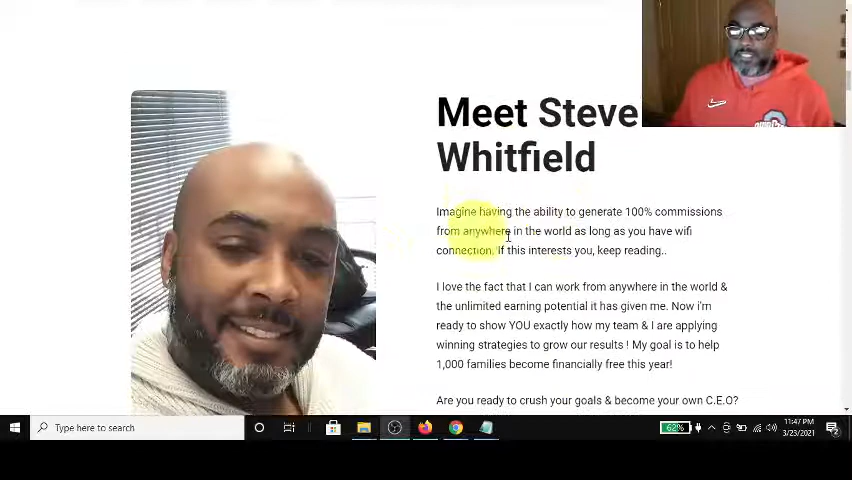 Meet Steve
Whitfield
Imagine having the ability to generate 100% commissions
from anywhere in the world as long as you have wifi
connection, If this interests you, keep reading..
I love the fact that I can work from anywhere in the world &
the unlimited earning potential it has given me. Now i'm
ready to show YOU exactly how my team & I are applying
winning strategies to grow our results ! My goal is to help
1,000 families become financially free this year!
Are you ready to crush your goals & become your own C.E.O?
Type here to search
62%
11:47 PM
3/23/2021
2